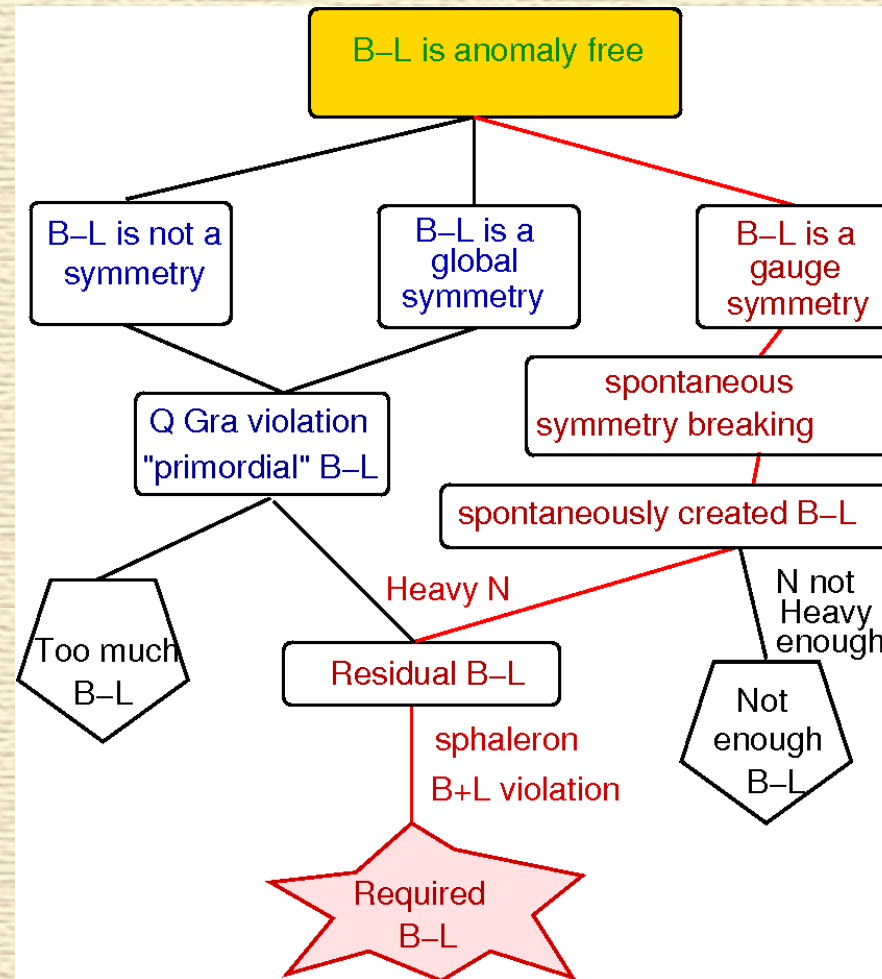 B–L is anomaly free
B–L is not a
symmetry
B–L is a
global
symmetry
B–L is a
gauge
symmetry
spontaneous
symmetry breaking
Q Gra violation
"primordial" B–L
spontaneously created B–L
Heavy N
N not
Heavy
enough
Too much
B–L
Residual B–L
Not
enough
B–L
sphaleron
B+L violation
Required
B–L